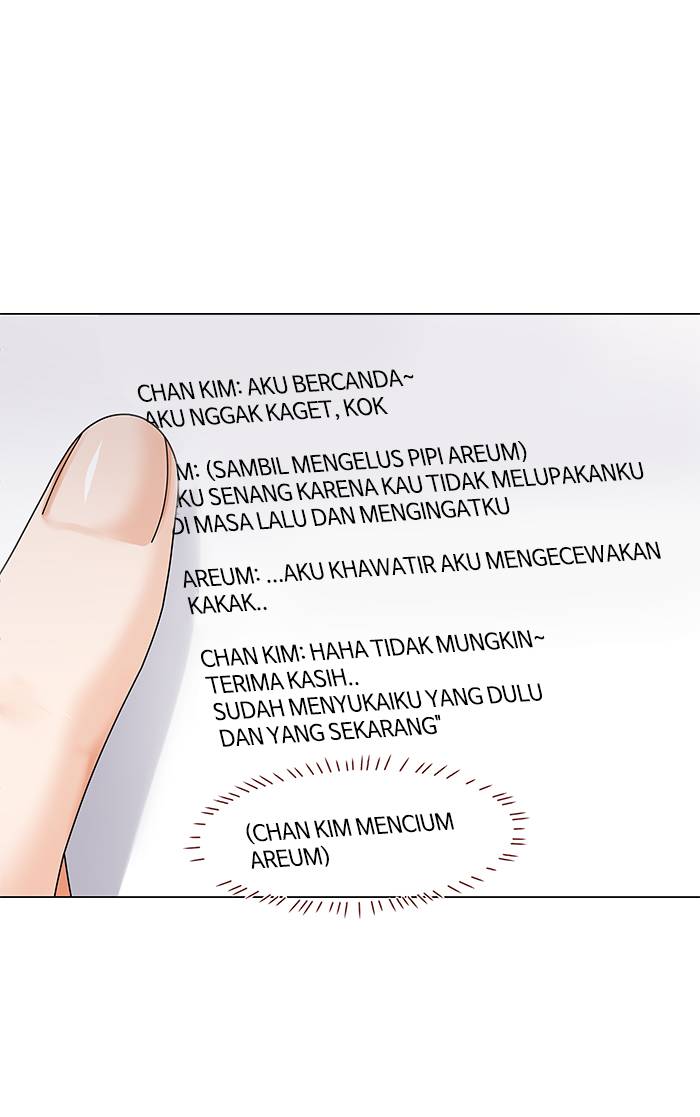 CHAN KIM: AKU BERCANDA~
AKU NGGAK KAGET, KOK
M: (SAMBIL MENGELUS PIPI AREUM)
KU SENANG KARENA KAU TIDAK MELUPAKANKU
DI MASA LALU DAN MENGINGATKU
AREUM: ...AKU KHAWATIR AKU MENGECEWAKAN
KAKAK..
CHAN KIM: HAHA TIDAK MUNGKIN~
TERIMA KASIH..
SUDAH MENYUKAIKU YANG DULU
DAN YANG SEKARANG"
(CHAN KIM MENCIUM
AREUM)